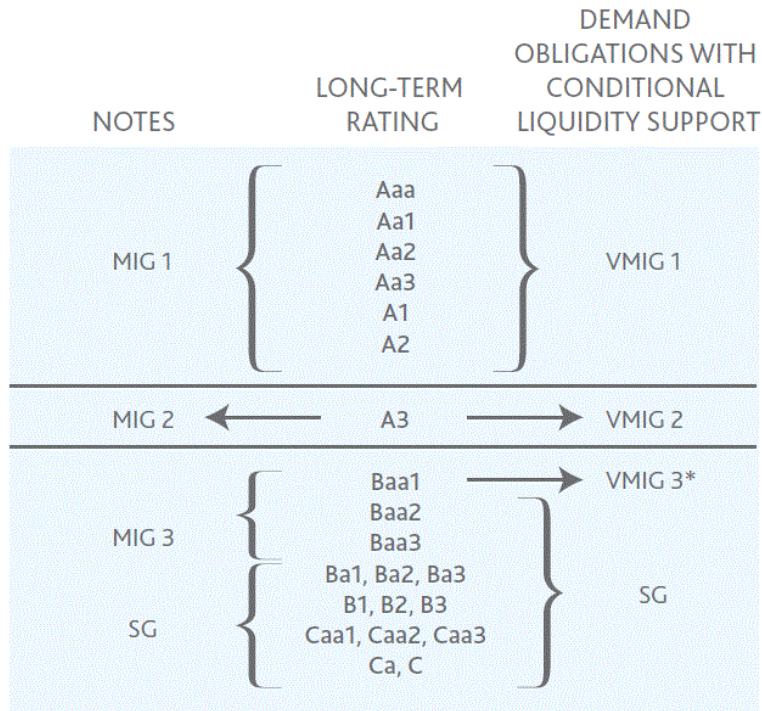 NOTES
LONG-TERM
RATING
DEMAND
OBLIGATIONS WITH
CONDITIONAL
LIQUIDITY SUPPORT
MIG 1
Aaa
Aa1
Aa2
Aa3
A1
A2
VMIG 1
MIG 2
A3
VMIG 2
MIG 3
Baa1
Baa2
Baa3
VMIG 3*
SG
Ba1, Ba2, Ba3
B1, B2, B3
Caa1, Caa2, Caa3
Ca, C
SG